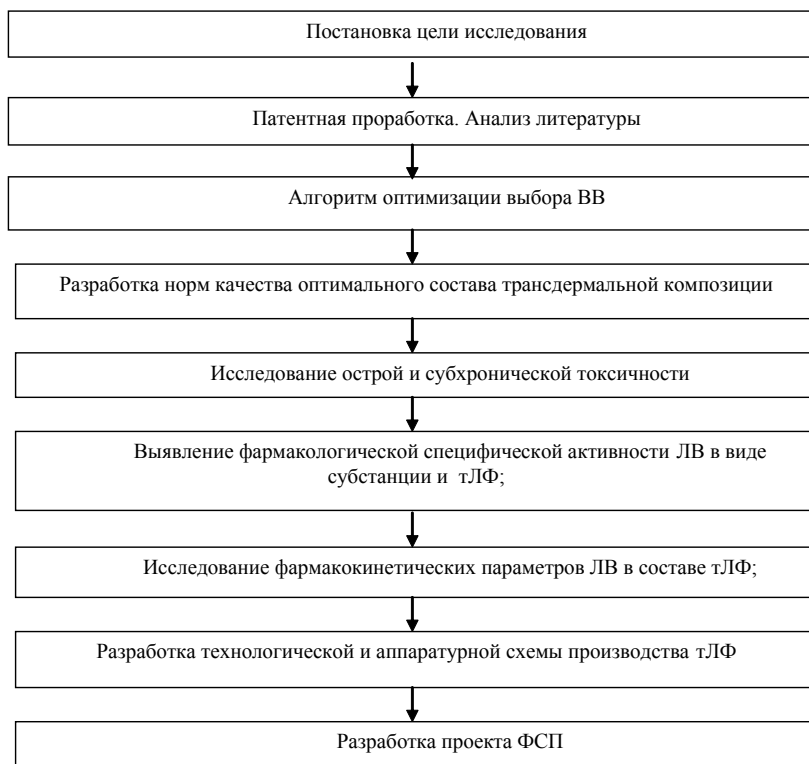 Постановка цели исследования
Патентная проработка. Анализ литературы
Алгоритм оптимизации выбора ВВ
Разработка норм качества оптимального состава трансдермальной композиции
Исследование острой и субхронической токсичности
Выявление фармакологической специфической активности ЛВ в виде
субстанции и тЛФ;
Исследование фармакокинетических параметров ЛВ в составе тЛФ;
Разработка технологической и аппаратурной схемы производства тЛФ
Разработка проекта ФСП